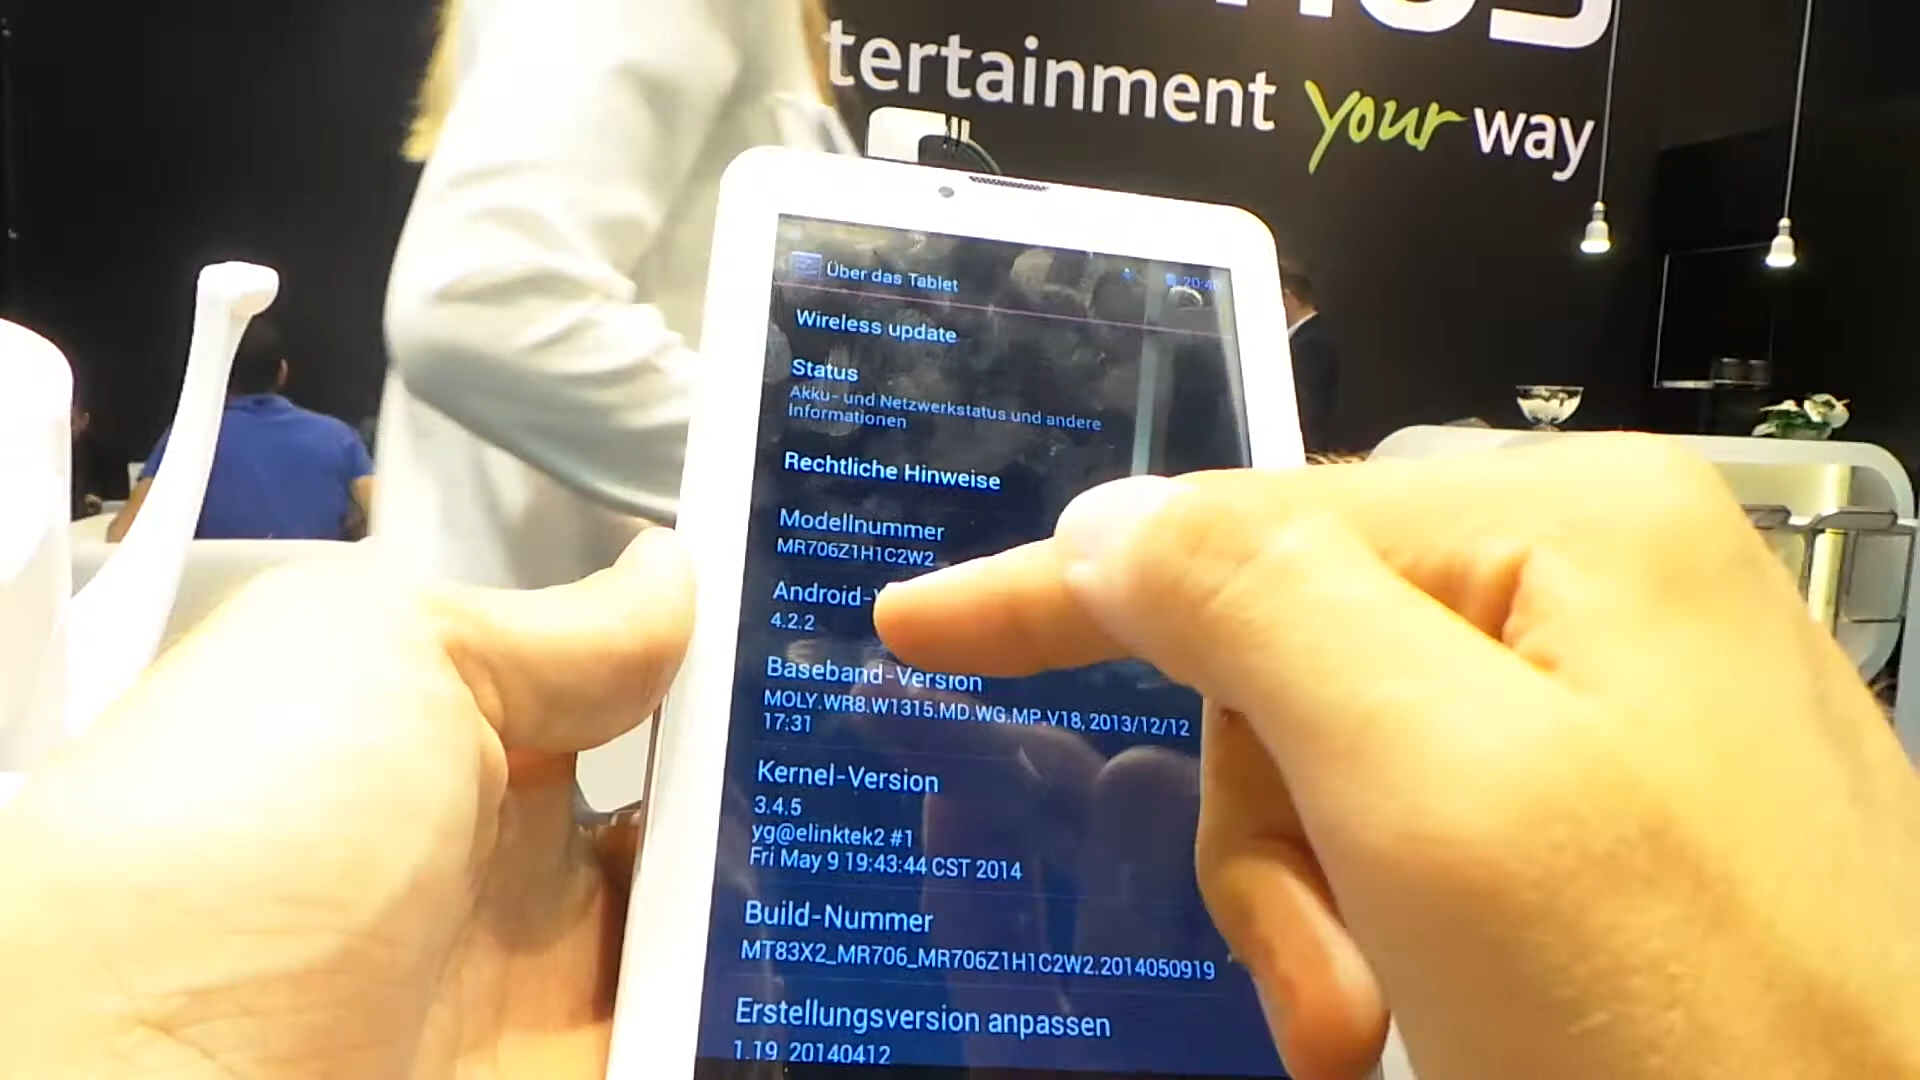 tertainment your way
Über das Tablet
Wireless update
Status
Akku- und Netzwerkstatus und andere
Informationen
Rechtliche Hinweise
Modellnummer
MR706Z1H1C2W2
Android-
4.2.2
Baseband-Version
MOLY.WR8.W1315.MD.WG.MP.V18, 2013/12/12
17:31
Kernel-Version
3.4.5
yg@elinktek2 #1
Fri May 9 19:43:44 CST 2014
Build-Nummer
MT83X2_MR706_MR706Z1H1C2W2.2014050919
Erstellungsversion anpassen
1.19_20140412